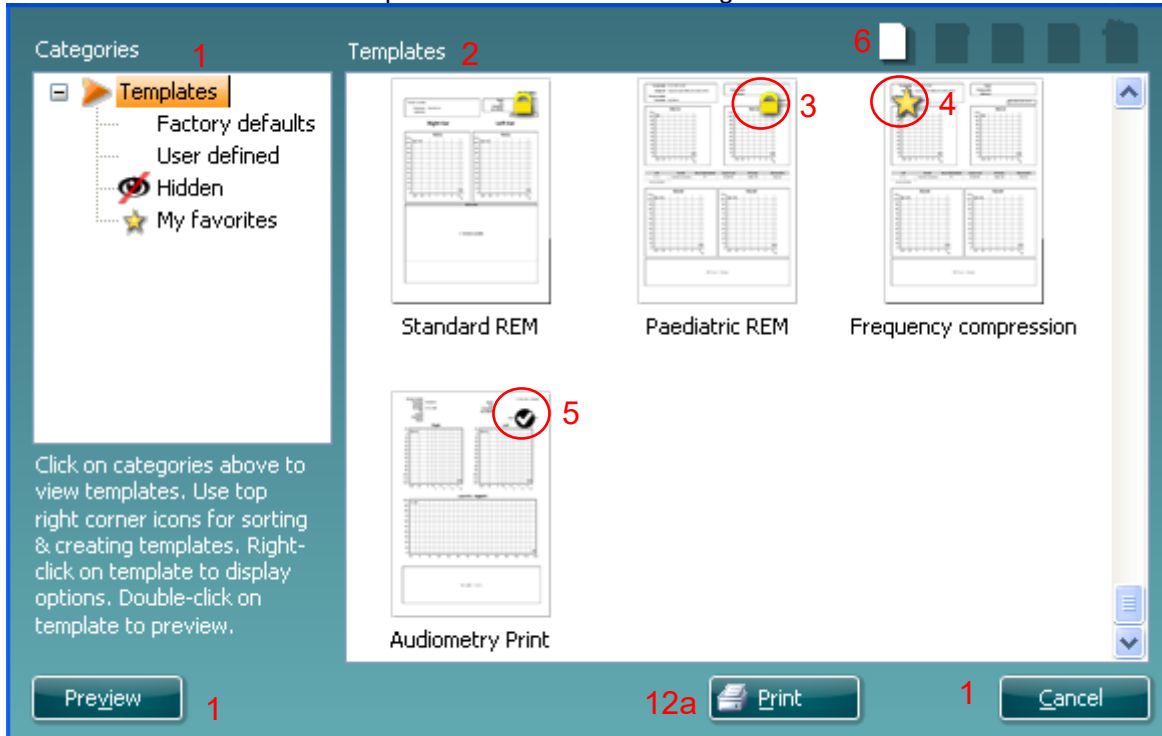 Categories 1
Templates 2
6
Templates
Factory defaults
User defined
Hidden
My favorites
3
4
Standard REM
Paediatric REM
Frequency compression
5
Audiometry Print
Click on categories above to
view templates. Use top
right corner icons for sorting
& creating templates. Right-
click on template to display
options. Double-click on
template to preview.
Preview 1
12a Print
1 Cancel